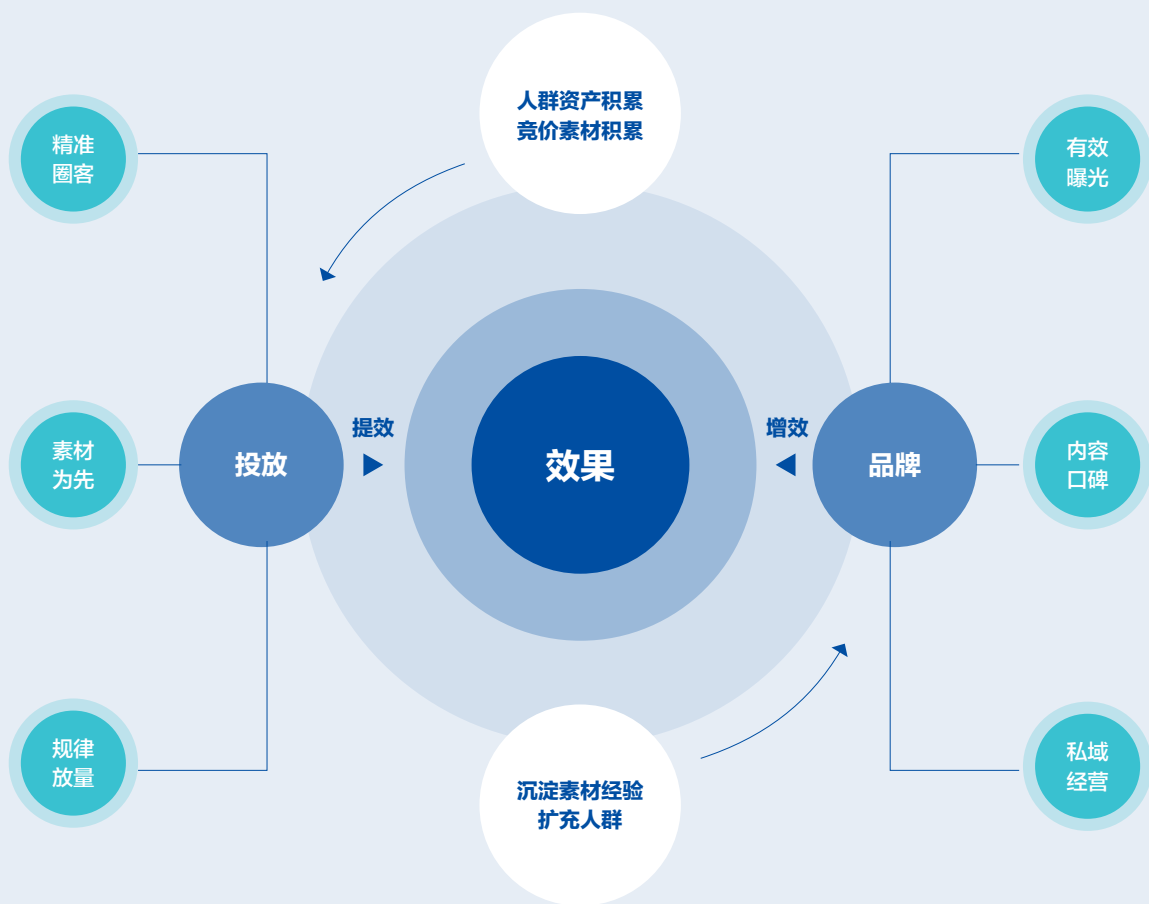 人群资产积累
竞价素材积累
精准
圈客
有效
曝光
素材
为先
投放
提效
效果
增效
品牌
内容
口碑
规律
放量
沉淀素材经验
扩充人群
私域
经营